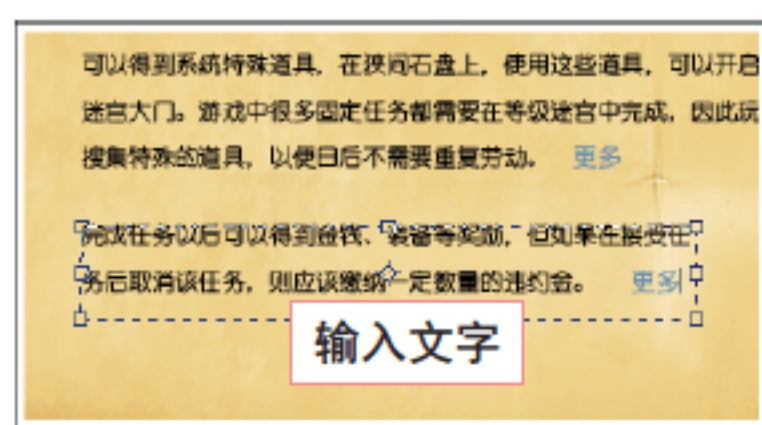 可以得到系统特殊道具，在狭间石盘上，使用这些道具，可以开启
迷宫大门。游戏中很多固定任务都需要在等级迷宫中完成，因此玩
搜集特殊的道具，以便日后不需要重复劳动。 更多
完成任务以后可以得到金钱、装备等奖励，但如果在接受任
务后取消该任务，则应该缴纳一定数量的违约金。 更多
输入文字